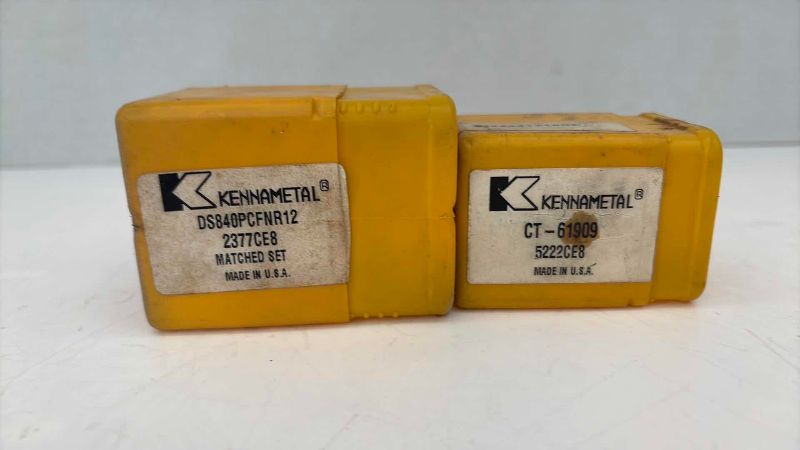 KENNAMETAL®
DS840PCFNR12
2377CE8
MATCHED SET
MADE IN U.S.A.
KENNAMETAL®
CT-61909
5222CE8
MADE IN U.S.A.